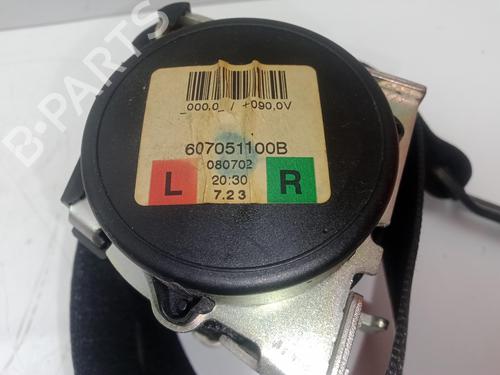 B-PARTS
_000,0_ / +090,0V
607051100B
080702
L 20:30 R
7.23